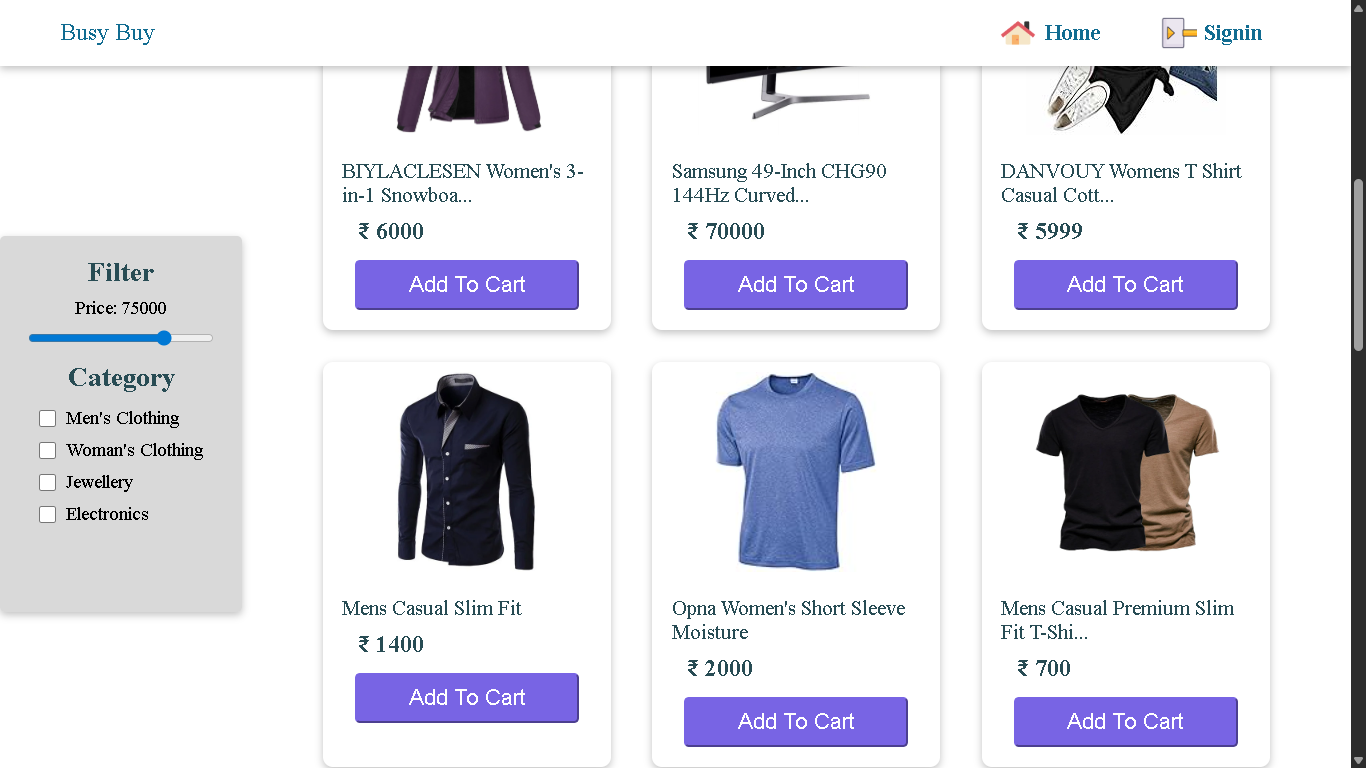 Busy Buy
Home
Signin
BIYLACLESEN Women's 3-
in-1 Snowboa...
₹ 6000
Add To Cart
Samsung 49-Inch CHG90
144Hz Curved...
₹ 70000
Add To Cart
DANVOUY Womens T Shirt
Casual Cott...
₹ 5999
Add To Cart
Filter
Price: 75000
Category
Men's Clothing
Woman's Clothing
Jewellery
Electronics
Mens Casual Slim Fit
₹ 1400
Add To Cart
Opna Women's Short Sleeve
Moisture
₹ 2000
Add To Cart
Mens Casual Premium Slim
Fit T-Shi...
₹ 700
Add To Cart